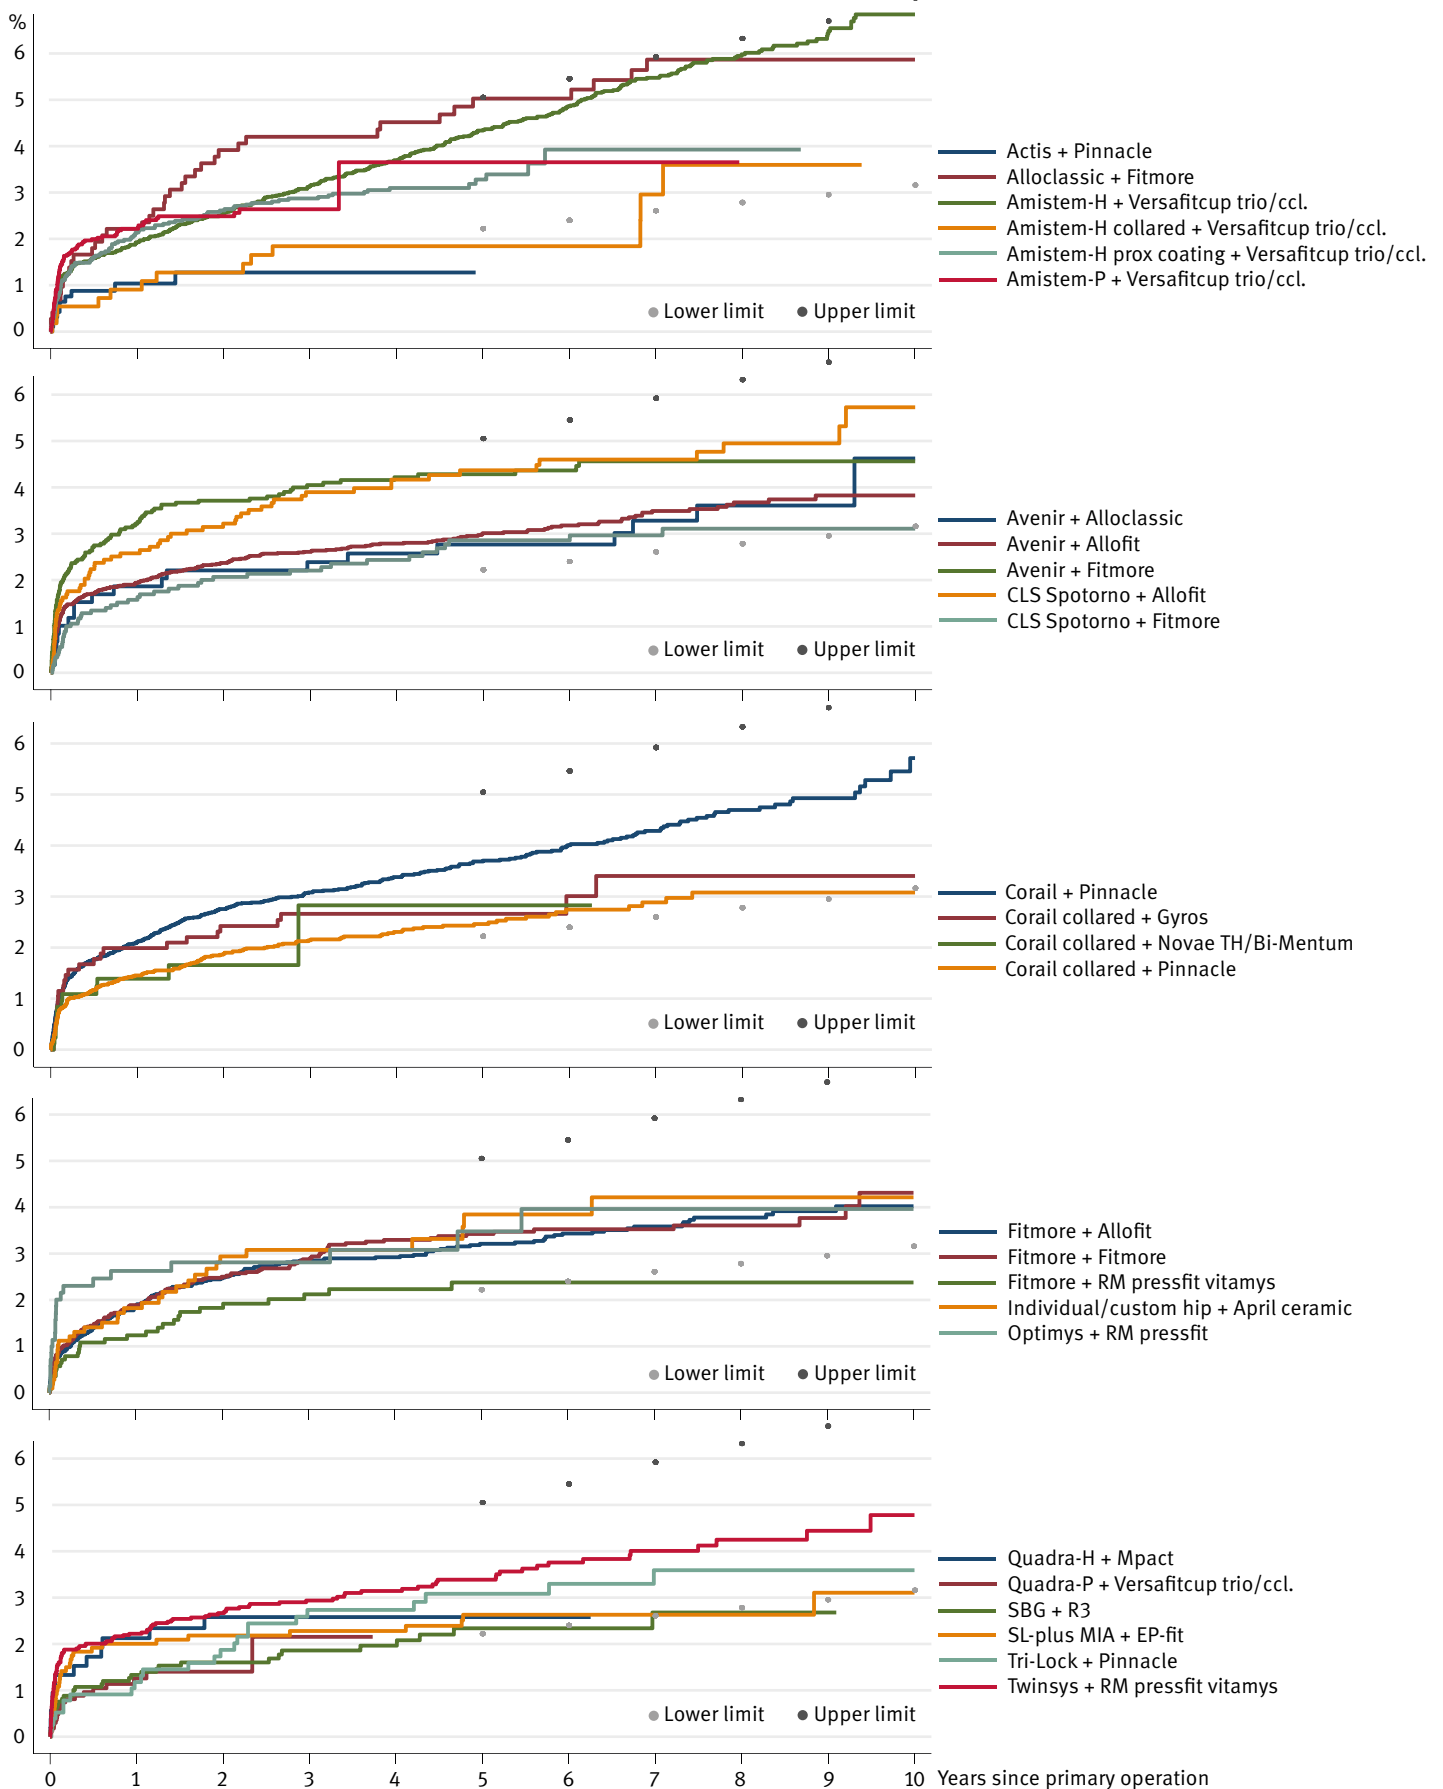 %
6
5
4
3
2
1
0
Lower limit
Upper limit
Actis + Pinnacle
Alloclassic + Fitmore
Amistem-H + Versafitcup trio/ccl.
Amistem-H collared + Versafitcup trio/ccl.
Amistem-H prox coating + Versafitcup trio/ccl.
Amistem-P + Versafitcup trio/ccl.
6
5
4
3
2
1
0
Lower limit
Upper limit
Avenir + Alloclassic
Avenir + Allofit
Avenir + Fitmore
CLS Spotorno + Allofit
CLS Spotorno + Fitmore
6
5
4
3
2
1
0
Lower limit
Upper limit
Corail + Pinnacle
Corail collared + Gyros
Corail collared + Novae TH/Bi-Mentum
Corail collared + Pinnacle
6
5
4
3
2
1
0
Lower limit
Upper limit
Fitmore + Allofit
Fitmore + Fitmore
Fitmore + RM pressfit vitamys
Individual/custom hip + April ceramic
Optimys + RM pressfit
6
5
4
3
2
1
0
Lower limit
Upper limit
Quadra-H + Mpact
Quadra-P + Versafitcup trio/ccl.
SBG + R3
SL-plus MIA + EP-fit
Tri-Lock + Pinnacle
Twinsys + RM pressfit vitamys
0 1 2 3 4 5 6 7 8 9 10 Years since primary operation